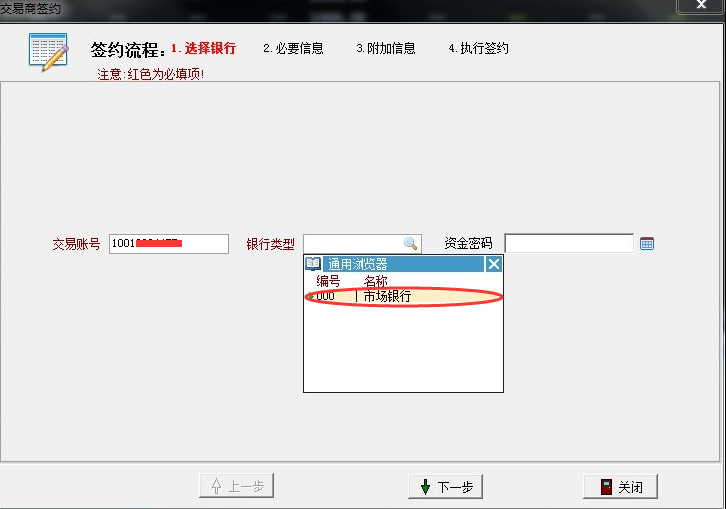 交易商签约
签约流程：1.选择银行 2.必要信息 3.附加信息 4.执行签约
注意:红色为必填项!
交易账号 1001 银行类型 资金密码
通用浏览器
编号 名称
000 市场银行
上一步 下一步 关闭